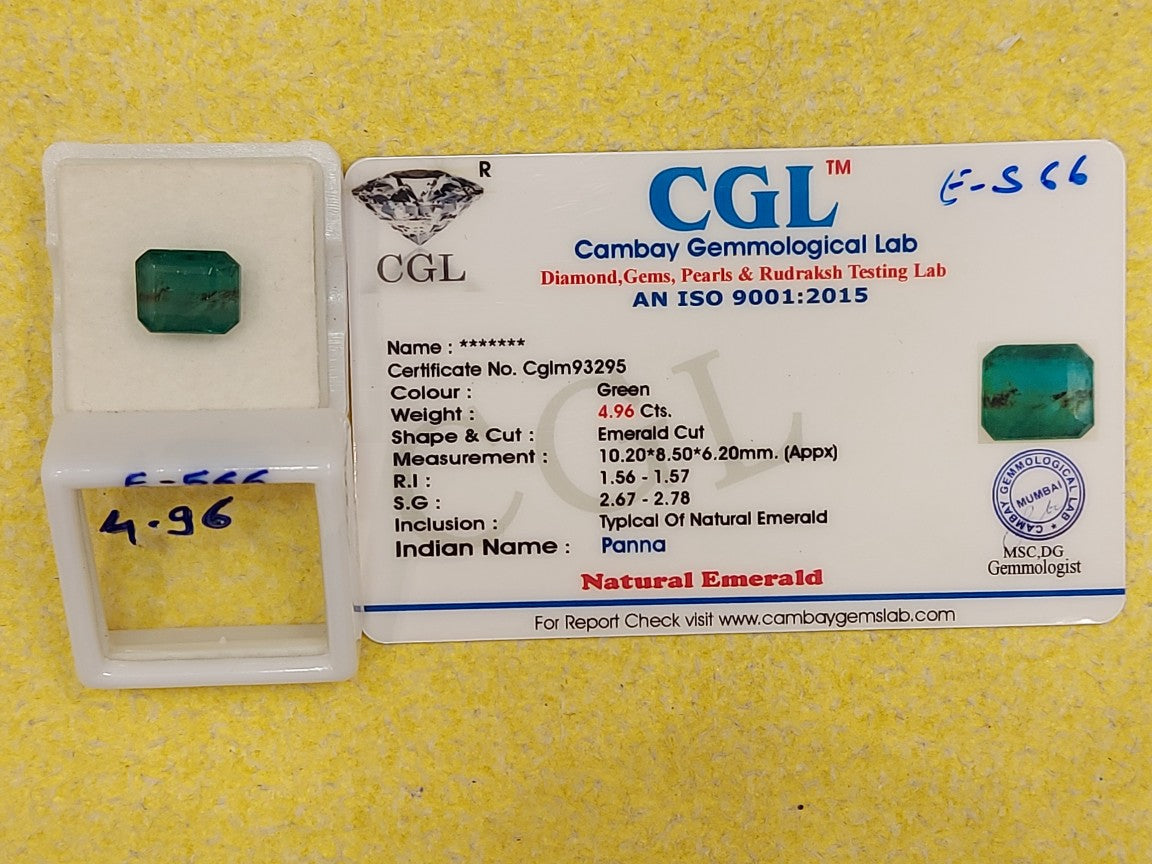 E-566
4.96
R
CGL
CGL™
E-566
Cambay Gemmological Lab
Diamond,Gems, Pearls & Rudraksh Testing Lab
AN ISO 9001:2015
Name : *******
Certificate No. Cglm93295
Colour : Green
Weight : 4.96 Cts.
Shape & Cut : Emerald Cut
Measurement : 10.20*8.50*6.20mm. (Appx)
R.I : 1.56 - 1.57
S.G : 2.67 - 2.78
Inclusion : Typical Of Natural Emerald
Indian Name : Panna
Natural Emerald
CGL
CAMBAY GEMMOLOGICAL LAB
MUMBAI
MSC,DG
Gemmologist
For Report Check visit www.cambaygemslab.com